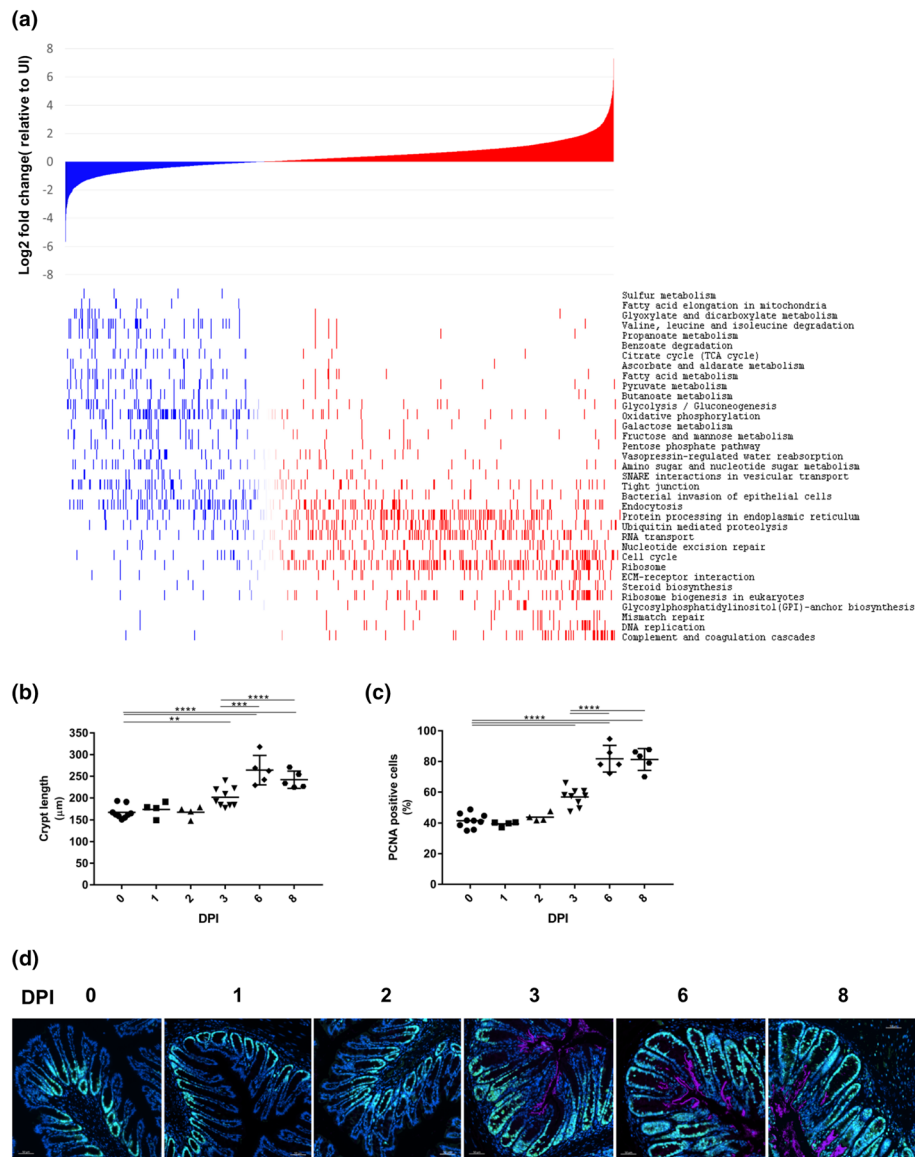 (a)
Log2 fold change( relative to UI)
8
6
4
2
0
-2
-4
-6
-8
Sulfur metabolism
Fatty acid elongation in mitochondria
Glyoxylate and dicarboxylate metabolism
Valine, leucine and isoleucine degradation
Propanoate metabolism
Benzoate degradation
Citrate cycle (TCA cycle)
Ascorbate and aldarate metabolism
Fatty acid metabolism
Pyruvate metabolism
Butanoate metabolism
Glycolysis / Gluconeogenesis
Oxidative phosphorylation
Galactose metabolism
Fructose and mannose metabolism
Pentose phosphate pathway
Vasopressin-regulated water reabsorption
Amino sugar and nucleotide sugar metabolism
SNARE interactions in vesicular transport
Tight junction
Bacterial invasion of epithelial cells
Endocytosis
Protein processing in endoplasmic reticulum
Ubiquitin mediated proteolysis
RNA transport
Nucleotide excision repair
Cell cycle
Ribosome
ECM-receptor interaction
Steroid biosynthesis
Ribosome biogenesis in eukaryotes
Glycosylphosphatidylinositol(GPI)-anchor biosynthesis
Mismatch repair
DNA replication
Complement and coagulation cascades
(b)
****
***
****
**
Crypt length
(μm)
350
300
250
200
150
100
50
0
0 1 2 3 6 8
DPI
(c)
****
****
PCNA positive cells
(%)
100
80
60
40
20
0
0 1 2 3 6 8
DPI
(d)
DPI 0 1 2 3 6 8